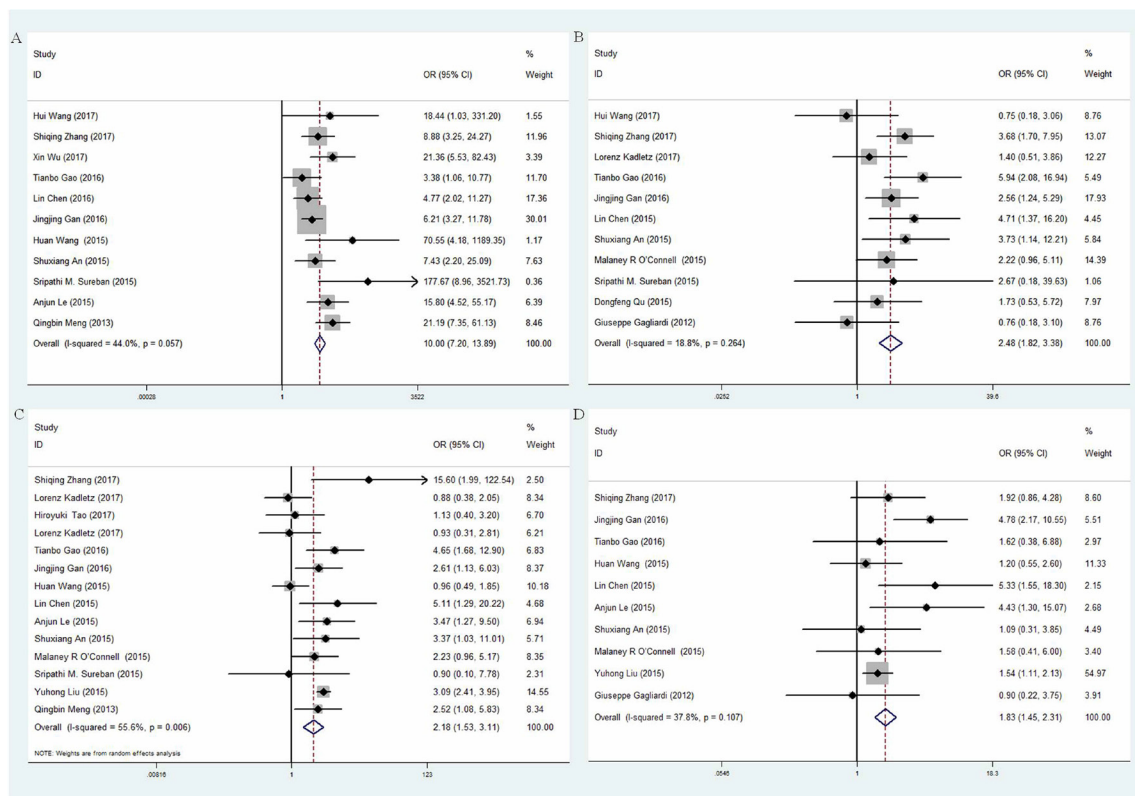 A
Study %
ID OR (95% CI) Weight
Hui Wang (2017) 18.44 (1.03, 331.20) 1.55
Shiqing Zhang (2017) 8.88 (3.25, 24.27) 11.96
Xin Wu (2017) 21.36 (5.53, 82.43) 3.39
Tianbo Gao (2016) 3.38 (1.06, 10.77) 11.70
Lin Chen (2016) 4.77 (2.02, 11.27) 17.36
Jingjing Gan (2016) 6.21 (3.27, 11.78) 30.01
Huan Wang (2015) 70.55 (4.18, 1189.35) 1.17
Shuxiang An (2015) 7.43 (2.20, 25.09) 7.63
Sripathi M. Sureban (2015) 177.67 (8.96, 3521.73) 0.36
Anjun Le (2015) 15.80 (4.52, 55.17) 6.39
Qingbin Meng (2013) 21.19 (7.35, 61.13) 8.46
Overall (I-squared = 44.0%, p = 0.057) 10.00 (7.20, 13.89) 100.00
.00028 1 3522
B
Study %
ID OR (95% CI) Weight
Hui Wang (2017) 0.75 (0.18, 3.06) 8.76
Shiqing Zhang (2017) 3.68 (1.70, 7.95) 13.07
Lorenz Kadletz (2017) 1.40 (0.51, 3.86) 12.27
Tianbo Gao (2016) 5.94 (2.08, 16.94) 5.49
Jingjing Gan (2016) 2.56 (1.24, 5.29) 17.93
Lin Chen (2015) 4.71 (1.37, 16.20) 4.45
Shuxiang An (2015) 3.73 (1.14, 12.21) 5.84
Malaney R O'Connell (2015) 2.22 (0.96, 5.11) 14.39
Sripathi M. Sureban (2015) 2.67 (0.18, 39.63) 1.06
Dongfeng Qu (2015) 1.73 (0.53, 5.72) 7.97
Giuseppe Gagliardi (2012) 0.76 (0.18, 3.10) 8.76
Overall (I-squared = 18.8%, p = 0.264) 2.48 (1.82, 3.38) 100.00
.0252 1 39.6
C
Study %
ID OR (95% CI) Weight
Shiqing Zhang (2017) 15.60 (1.99, 122.54) 2.50
Lorenz Kadletz (2017) 0.88 (0.38, 2.05) 8.34
Hiroyuki Tao (2017) 1.13 (0.40, 3.20) 6.70
Lorenz Kadletz (2017) 0.93 (0.31, 2.81) 6.21
Tianbo Gao (2016) 4.65 (1.68, 12.90) 6.83
Jingjing Gan (2016) 2.61 (1.13, 6.03) 8.37
Huan Wang (2015) 0.96 (0.49, 1.85) 10.18
Lin Chen (2015) 5.11 (1.29, 20.22) 4.68
Anjun Le (2015) 3.47 (1.27, 9.50) 6.94
Shuxiang An (2015) 3.37 (1.03, 11.01) 5.71
Malaney R O'Connell (2015) 2.23 (0.96, 5.17) 8.35
Sripathi M. Sureban (2015) 0.90 (0.10, 7.78) 2.31
Yuhong Liu (2015) 3.09 (2.41, 3.95) 14.55
Qingbin Meng (2013) 2.52 (1.08, 5.83) 8.34
Overall (I-squared = 55.6%, p = 0.006) 2.18 (1.53, 3.11) 100.00
NOTE: Weights are from random effects analysis
.00816 1 123
D
Study %
ID OR (95% CI) Weight
Shiqing Zhang (2017) 1.92 (0.86, 4.28) 8.60
Jingjing Gan (2016) 4.78 (2.17, 10.55) 5.51
Tianbo Gao (2016) 1.62 (0.38, 6.88) 2.97
Huan Wang (2015) 1.20 (0.55, 2.60) 11.33
Lin Chen (2015) 5.33 (1.55, 18.30) 2.15
Anjun Le (2015) 4.43 (1.30, 15.07) 2.68
Shuxiang An (2015) 1.09 (0.31, 3.85) 4.49
Malaney R O'Connell (2015) 1.58 (0.41, 6.00) 3.40
Yuhong Liu (2015) 1.54 (1.11, 2.13) 54.97
Giuseppe Gagliardi (2012) 0.90 (0.22, 3.75) 3.91
Overall (I-squared = 37.8%, p = 0.107) 1.83 (1.45, 2.31) 100.00
.0546 1 18.3